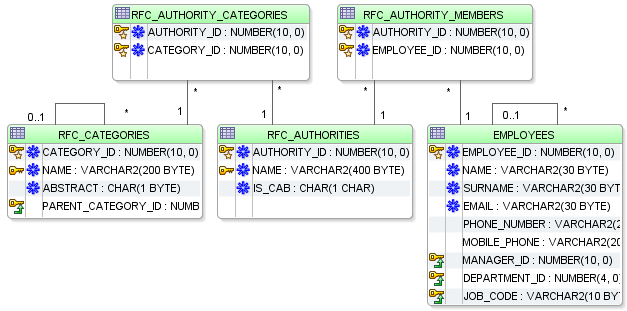 RFC_AUTHORITY_CATEGORIES
AUTHORITY_ID : NUMBER(10, 0)
CATEGORY_ID : NUMBER(10, 0)
RFC_AUTHORITY_MEMBERS
AUTHORITY_ID : NUMBER(10, 0)
EMPLOYEE_ID : NUMBER(10, 0)
* * * *
0..1 * 1 1 1 1 0..1 *
RFC_CATEGORIES
CATEGORY_ID : NUMBER(10, 0)
NAME : VARCHAR2(200 BYTE)
ABSTRACT : CHAR(1 BYTE)
PARENT_CATEGORY_ID : NUMB
RFC_AUTHORITIES
AUTHORITY_ID : NUMBER(10, 0)
NAME : VARCHAR2(400 BYTE)
IS_CAB : CHAR(1 CHAR)
EMPLOYEES
EMPLOYEE_ID : NUMBER(10, 0)
NAME : VARCHAR2(30 BYTE)
SURNAME : VARCHAR2(30 BYT
EMAIL : VARCHAR2(30 BYTE)
PHONE_NUMBER : VARCHAR2(2
MOBILE_PHONE : VARCHAR2(20
MANAGER_ID : NUMBER(10, 0)
DEPARTMENT_ID : NUMBER(4, 0)
JOB_CODE : VARCHAR2(10 BY